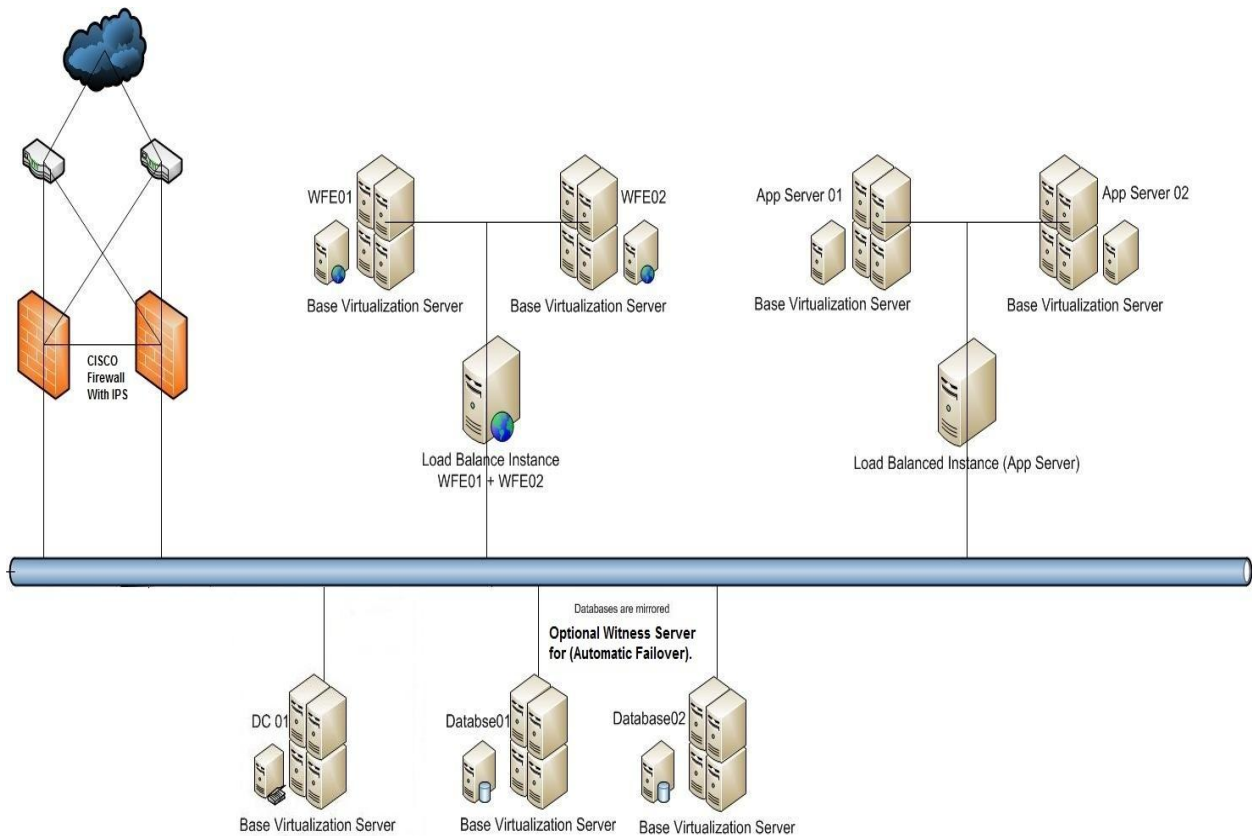 WFE01
WFE02
App Server 01
App Server 02
Base Virtualization Server
Base Virtualization Server
Base Virtualization Server
Base Virtualization Server
CISCO
Firewall
With IPS
Load Balance Instance
WFE01 + WFE02
Load Balanced Instance (App Server)
Databases are mirrored
Optional Witness Server
for (Automatic Failover).
DC 01
Databse01
Database02
Base Virtualization Server
Base Virtualization Server
Base Virtualization Server